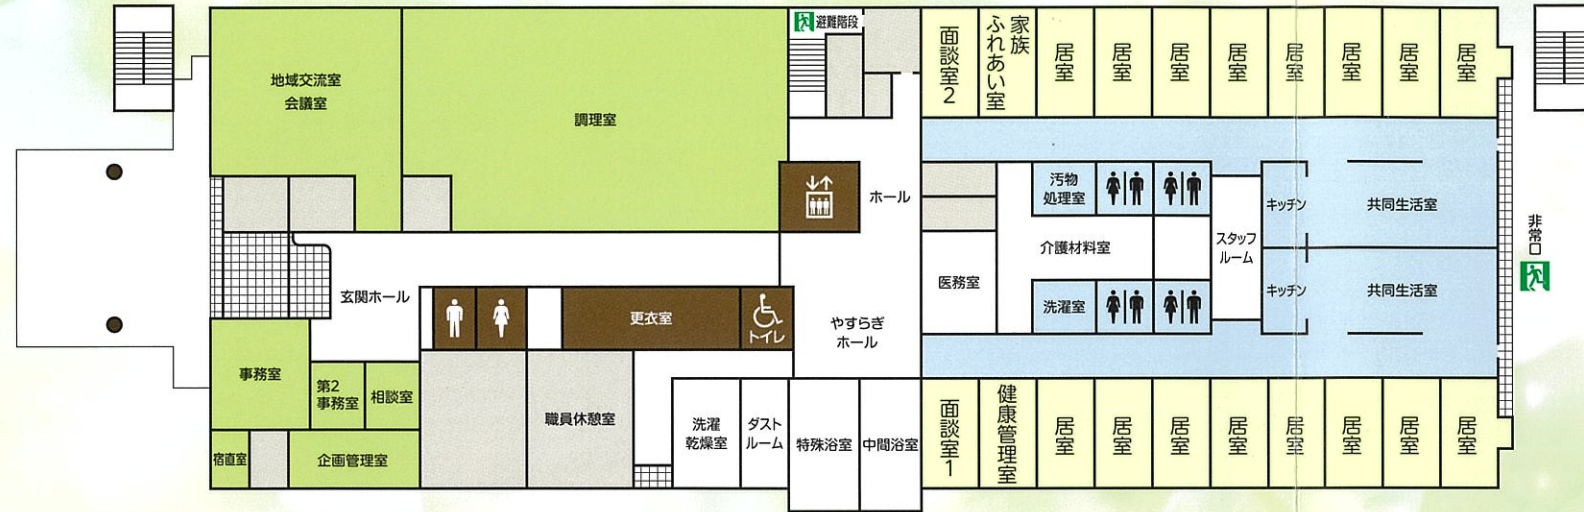 避難階段
地域交流室
会議室
調理室
面談室2
家族
ふれあい室
居室
居室
居室
居室
居室
居室
居室
居室
ホール
汚物
処理室
介護材料室
医務室
洗濯室
スタッフ
ルーム
キッチン
共同生活室
キッチン
共同生活室
非常口
玄関ホール
更衣室
トイレ
やすらぎ
ホール
事務室
第2
事務室
相談室
宿直室
企画管理室
職員休憩室
洗濯
乾燥室
ダスト
ルーム
特殊浴室
中間浴室
面談室1
健康管理室
居室
居室
居室
居室
居室
居室
居室
居室